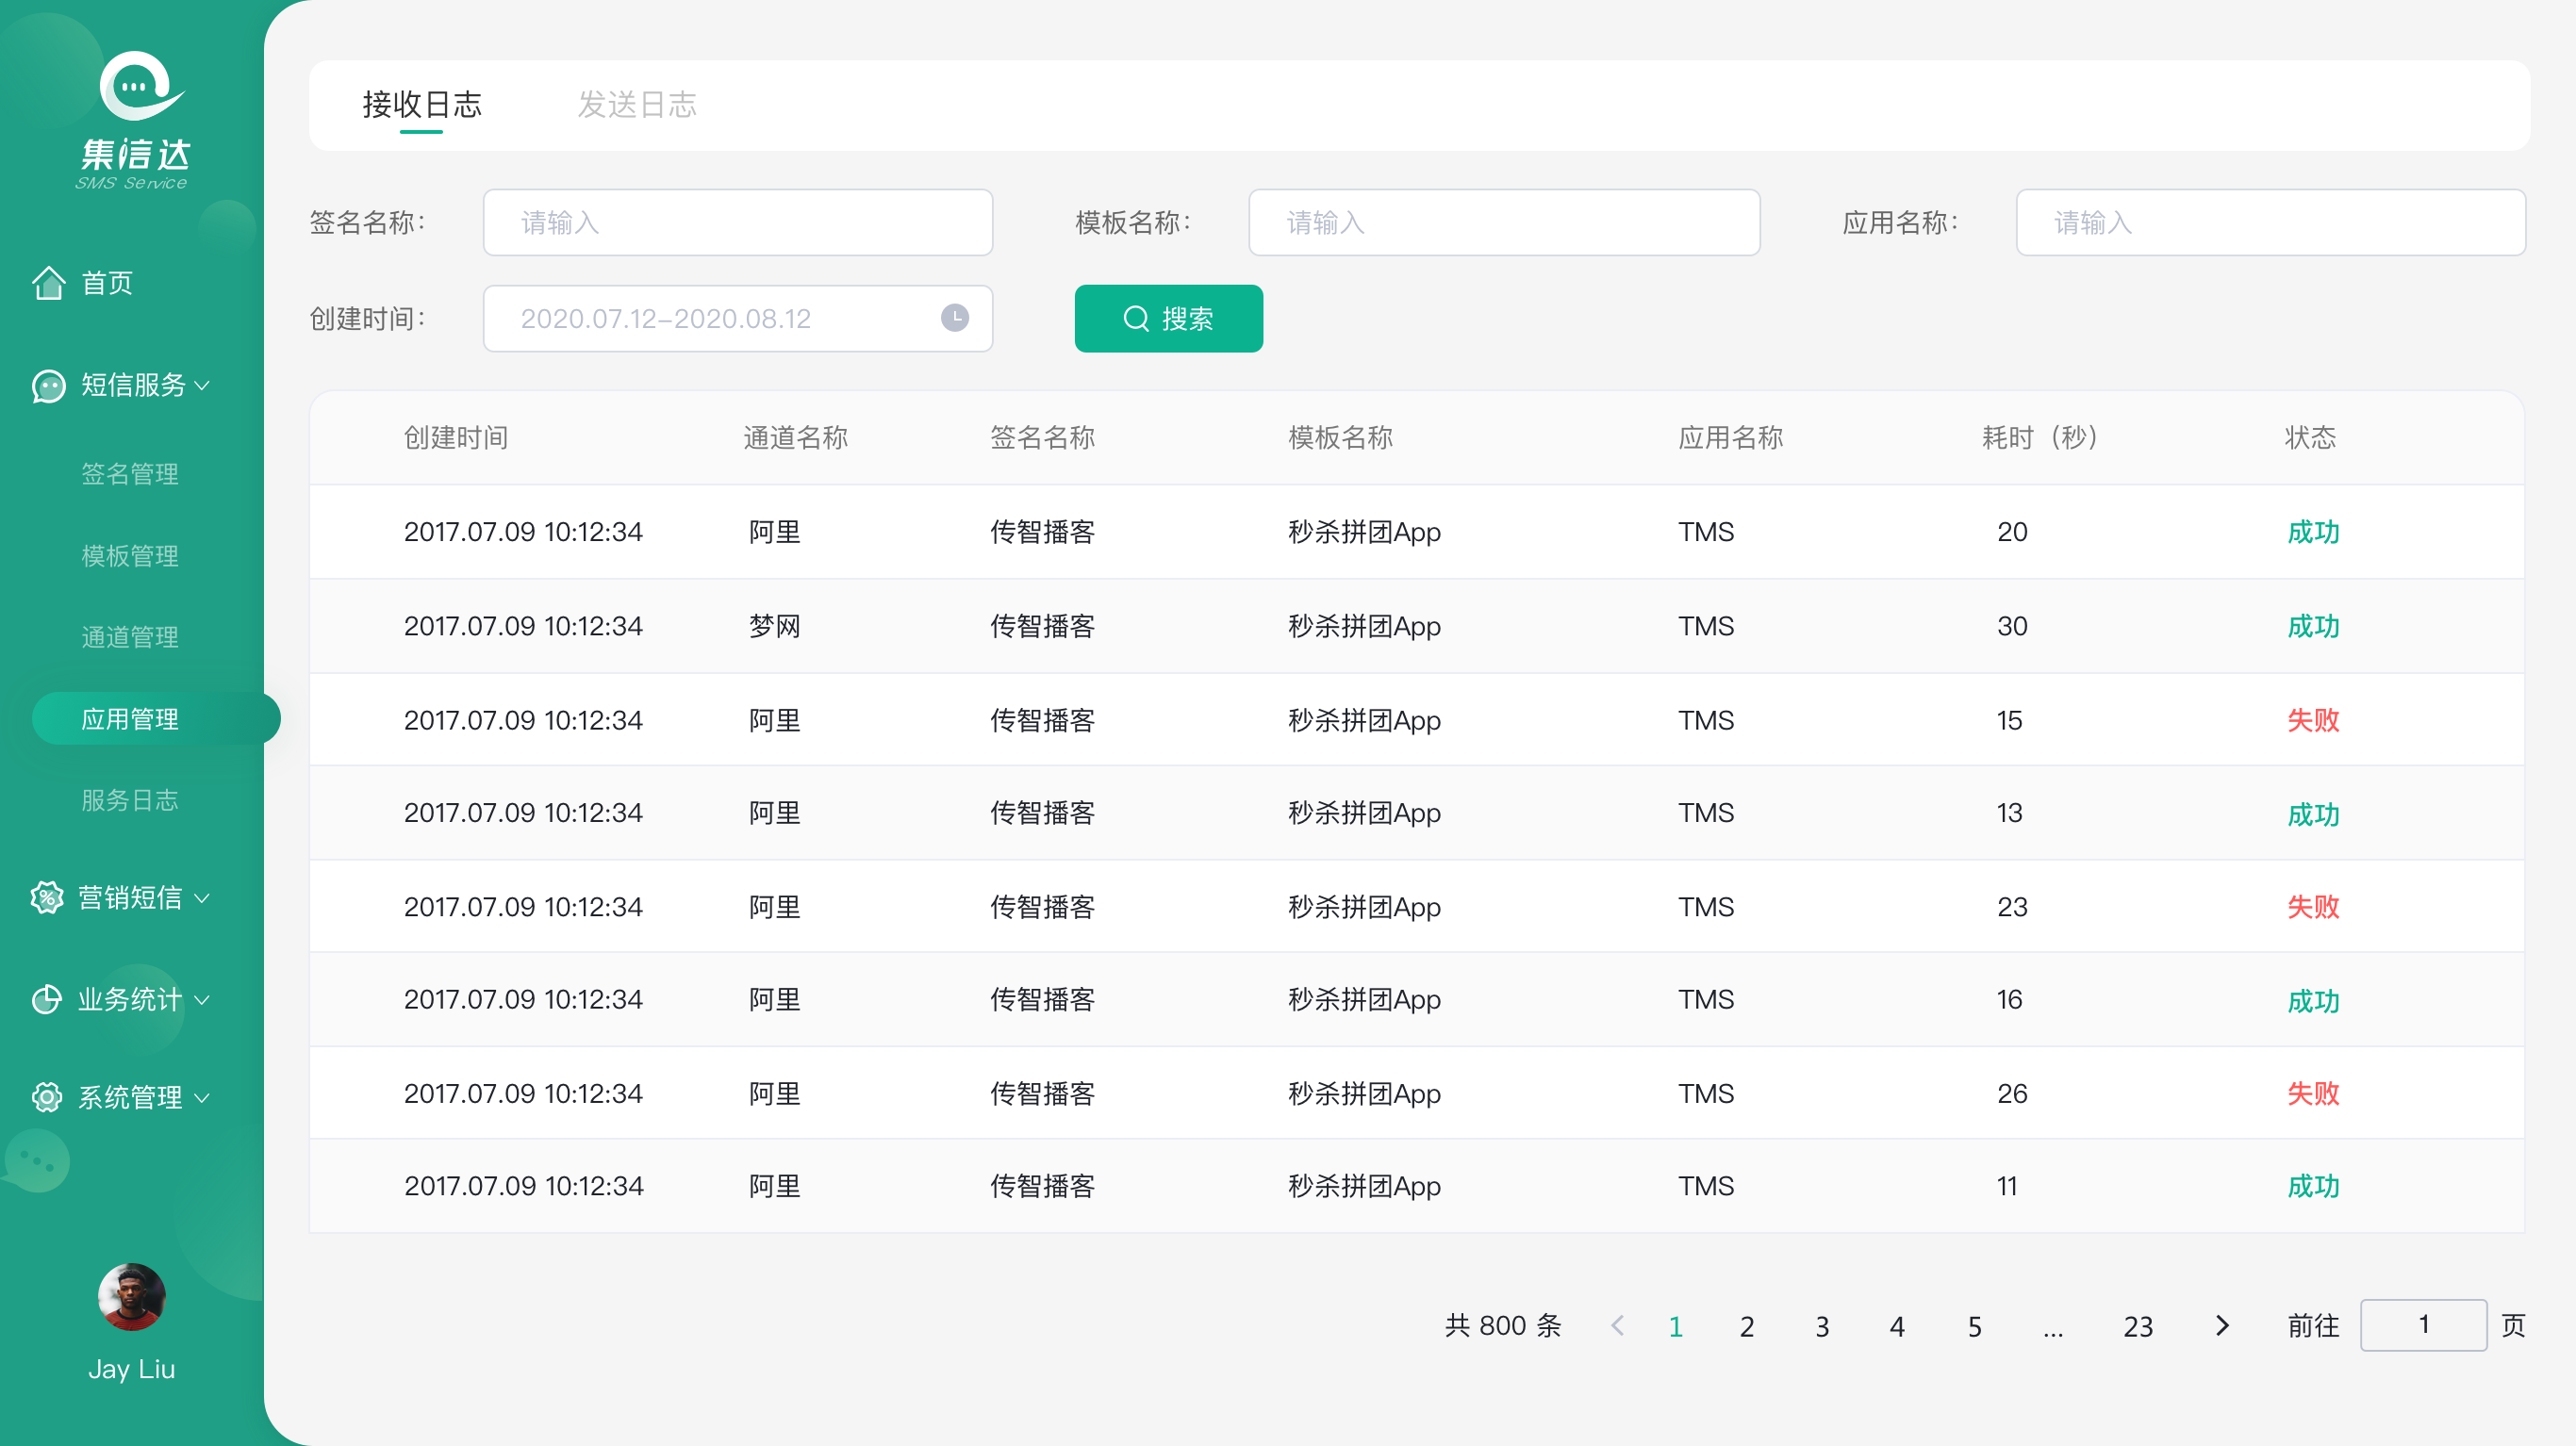 集信达
SMS Service
首页
短信服务
签名管理
模板管理
通道管理
应用管理
服务日志
营销短信
业务统计
系统管理
Jay Liu
接收日志 发送日志
签名名称： 请输入 模板名称： 请输入 应用名称： 请输入
创建时间： 2020.07.12-2020.08.12 搜索
创建时间 通道名称 签名名称 模板名称 应用名称 耗时（秒） 状态
2017.07.09 10:12:34 阿里 传智播客 秒杀拼团App TMS 20 成功
2017.07.09 10:12:34 梦网 传智播客 秒杀拼团App TMS 30 成功
2017.07.09 10:12:34 阿里 传智播客 秒杀拼团App TMS 15 失败
2017.07.09 10:12:34 阿里 传智播客 秒杀拼团App TMS 13 成功
2017.07.09 10:12:34 阿里 传智播客 秒杀拼团App TMS 23 失败
2017.07.09 10:12:34 阿里 传智播客 秒杀拼团App TMS 16 成功
2017.07.09 10:12:34 阿里 传智播客 秒杀拼团App TMS 26 失败
2017.07.09 10:12:34 阿里 传智播客 秒杀拼团App TMS 11 成功
共 800 条 1 2 3 4 5 ... 23 前往 1 页